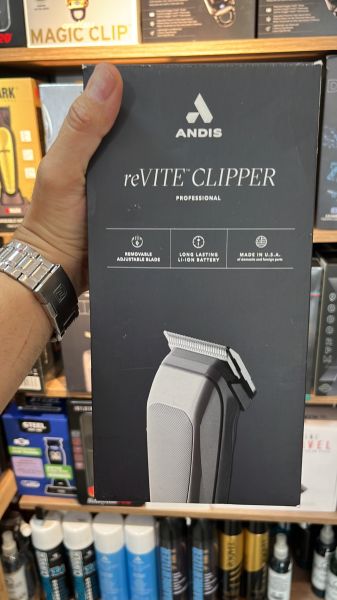 MAGIC CLIP
ANDIS
reVITE™ CLIPPER
PROFESSIONAL
REMOVABLE
ADJUSTABLE BLADE
LONG LASTING
LI-ION BATTERY
MADE IN U.S.A.
of domestic and foreign parts
STEEL